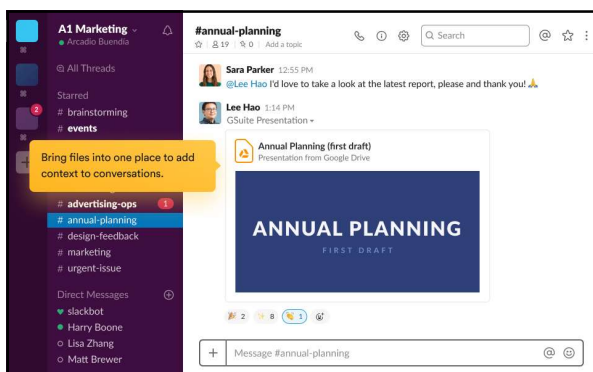 A1 Marketing
Arcadio Buendía
All Threads
Starred
# brainstorming
# events
Bring files into one place to add
context to conversations.
# advertising-ops 1
# annual-planning
# design-feedback
# marketing
# urgent-issue
Direct Messages
slackbot
Harry Boone
Lisa Zhang
Matt Brewer
2
#annual-planning
19 | 0 | Add a topic
Search
Sara Parker 12:55 PM
@Lee Hao I'd love to take a look at the latest report, please and thank you!
Lee Hao 1:14 PM
GSuite Presentation
Annual Planning (first draft)
Presentation from Google Drive
ANNUAL PLANNING
FIRST DRAFT
2 8 1
Message #annual-planning